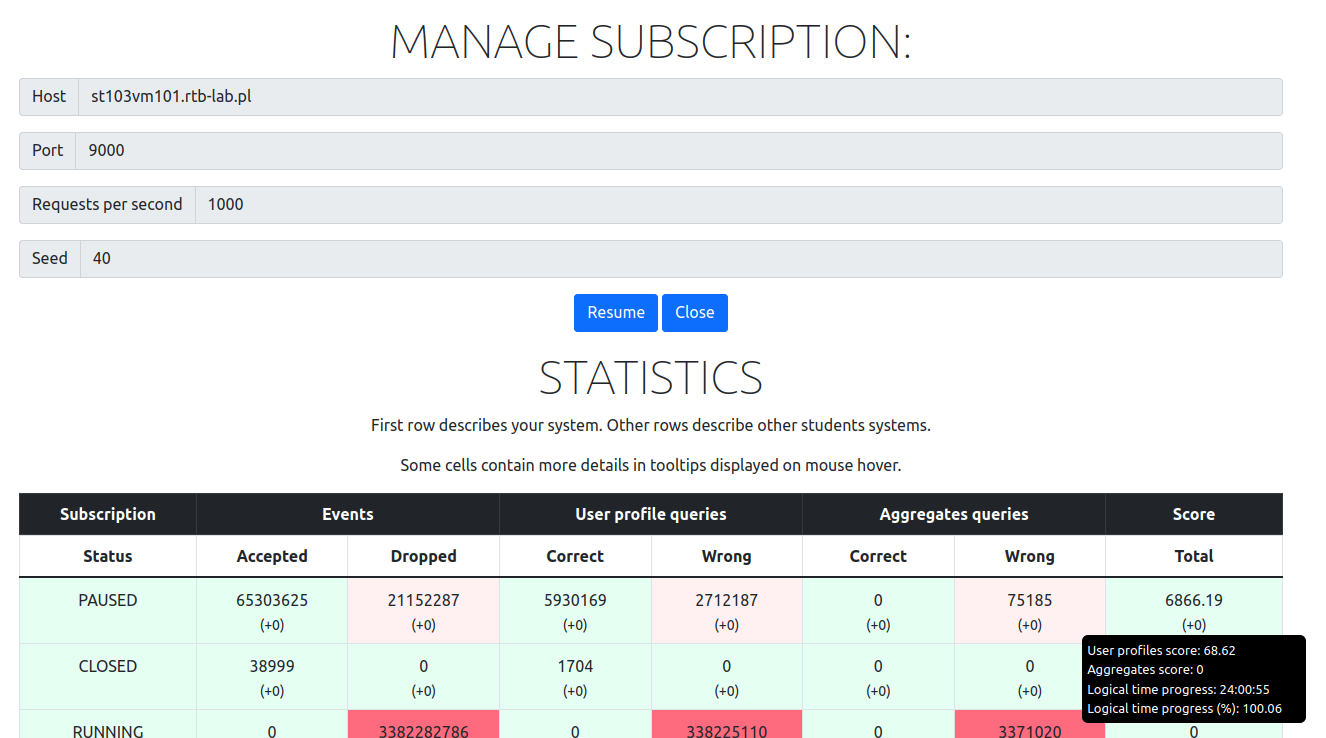 MANAGE SUBSCRIPTION:
Host st103vm101.rtb-lab.pl
Port 9000
Requests per second 1000
Seed 40
Resume Close
STATISTICS
First row describes your system. Other rows describe other students systems.
Some cells contain more details in tooltips displayed on mouse hover.
Subscription Events User profile queries Aggregates queries Score
Status Accepted Dropped Correct Wrong Correct Wrong Total
PAUSED 65303625 21152287 5930169 2712187 0 75185 6866.19
(+0) (+0) (+0) (+0) (+0) (+0) (+0)
CLOSED 38999 0 1704 0 0 0
(+0) (+0) (+0) (+0) (+0) (+0)
User profiles score: 68.62
Aggregates score: 0
Logical time progress: 24:00:55
Logical time progress (%): 100.06
RUNNING 0 3382282786 0 338225110 0 3371020 0